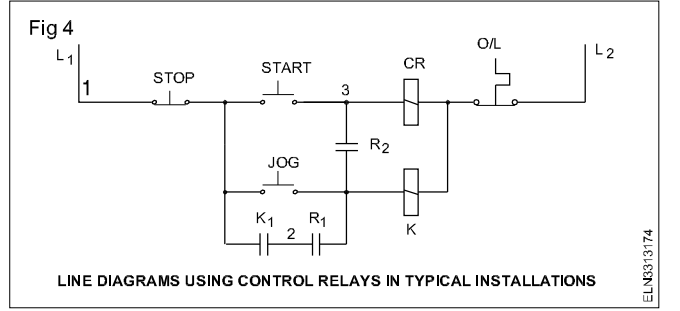 Fig 4
L1
1
STOP
START
3
CR
O/L
L2
R2
JOG
K1
2
R1
K
LINE DIAGRAMS USING CONTROL RELAYS IN TYPICAL INSTALLATIONS
ELN3313174